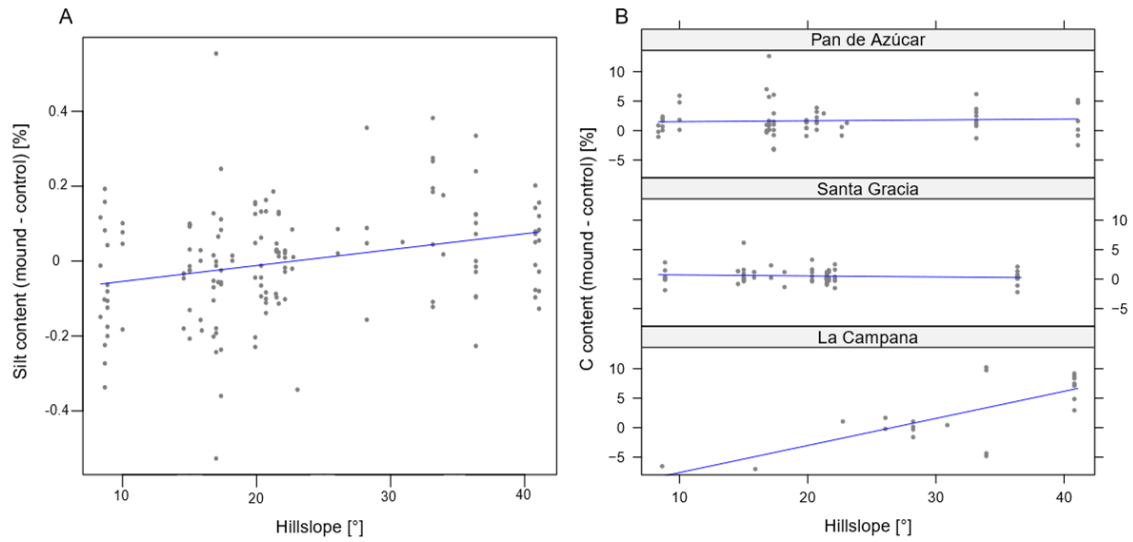 A
Silt content (mound - control) [%]
0.4
0.2
0
-0.2
-0.4
10
20
30
40
Hillslope [°]
B
C content (mound - control) [%]
Pan de Azúcar
10
5
0
−5
Santa Gracia
10
5
0
−5
La Campana
10
5
0
−5
10
20
30
40
Hillslope [°]